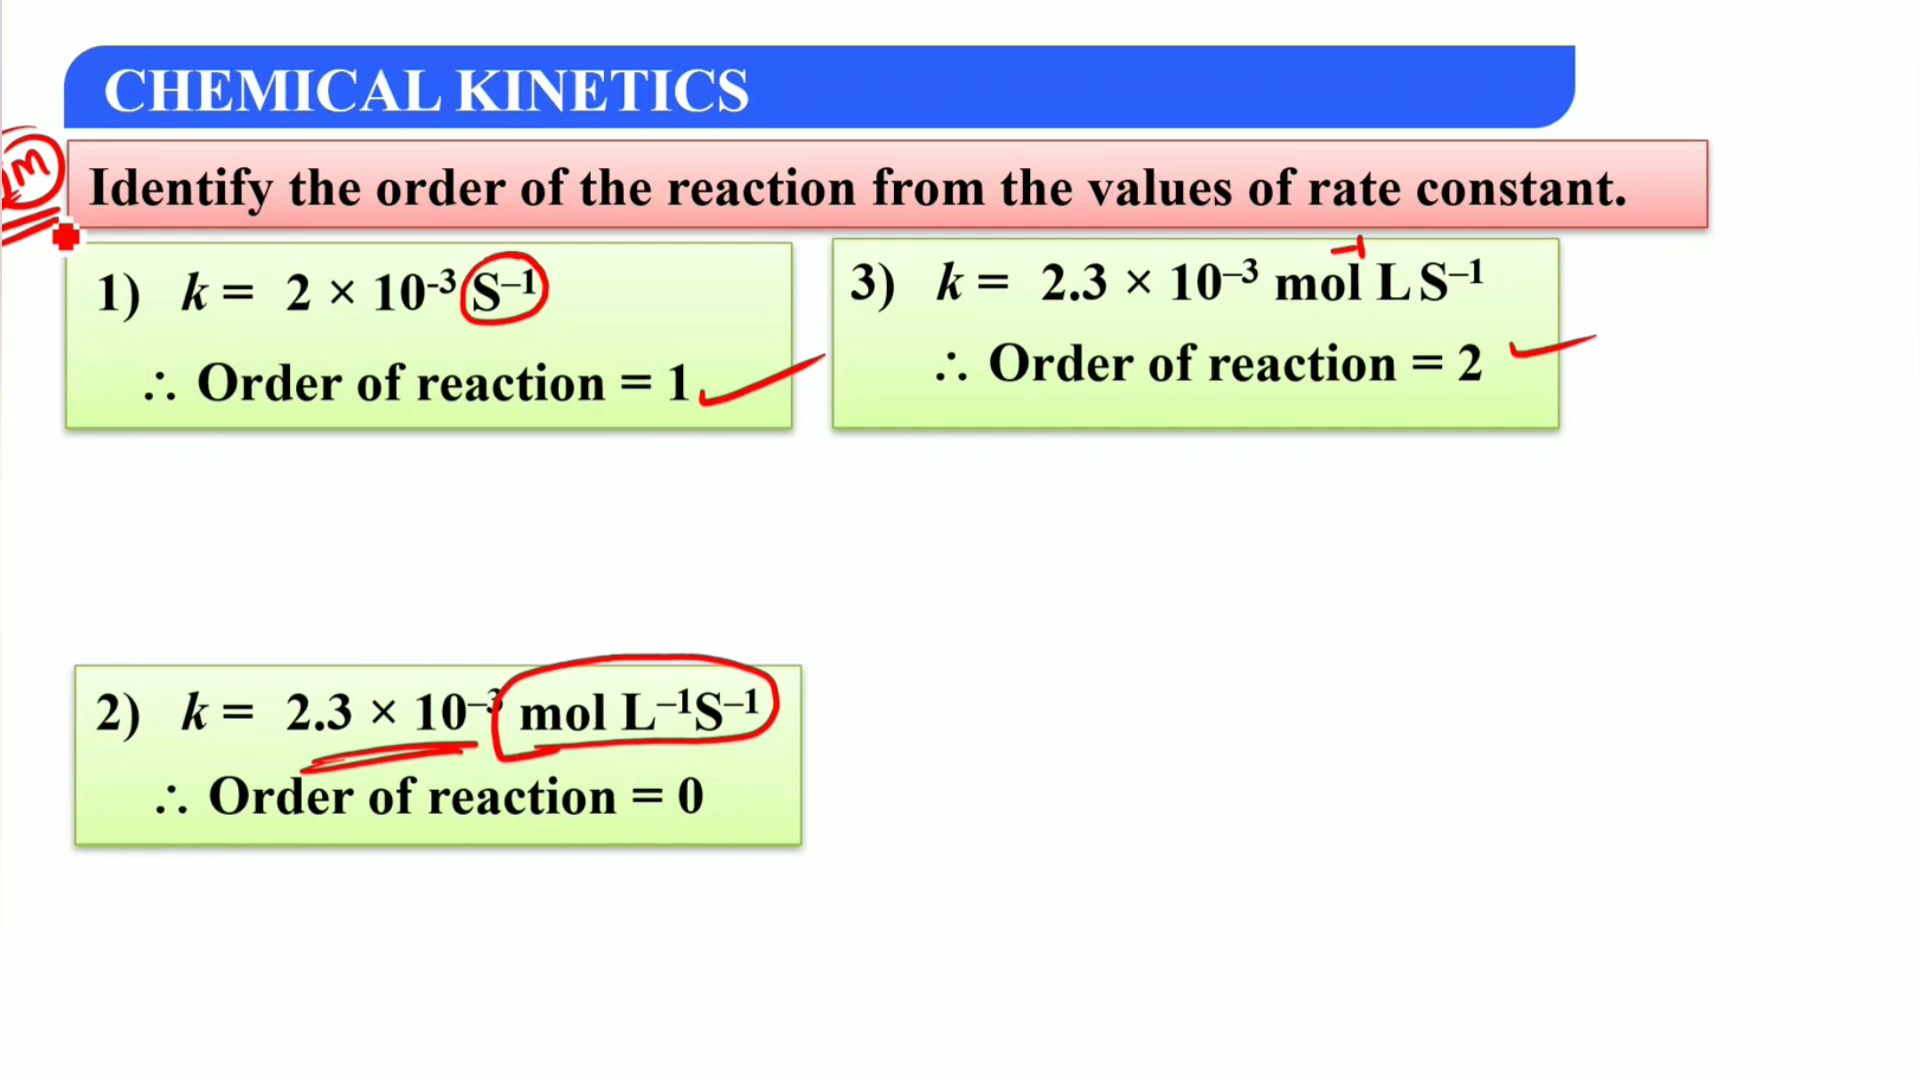 CHEMICAL KINETICS
M
Identify the order of the reaction from the values of rate constant.
1) k = 2 × 10⁻³ S⁻¹
∴ Order of reaction = 1
3) k = 2.3 × 10⁻³ mol⁻¹ L S⁻¹
∴ Order of reaction = 2
2) k = 2.3 × 10⁻³ mol L⁻¹S⁻¹
∴ Order of reaction = 0